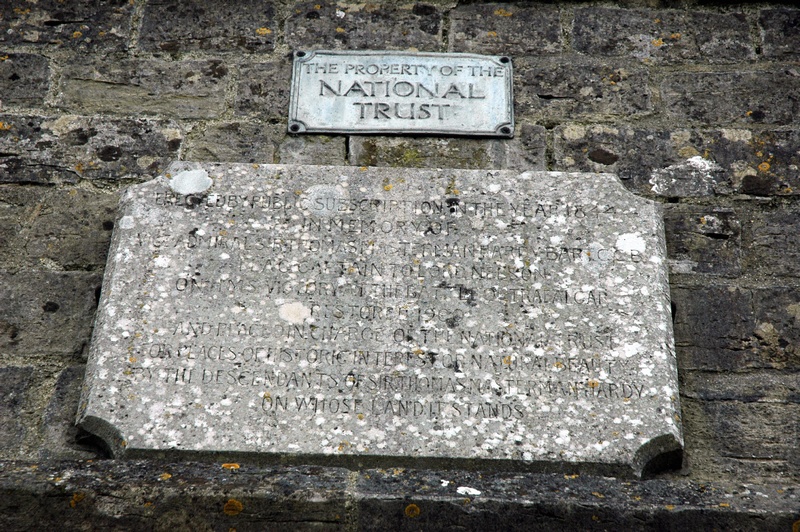 THE PROPERTY OF THE
NATIONAL
TRUST
ERECTED BY PUBLIC SUBSCRIPTION IN THE YEAR 1844
IN MEMORY OF
VICE ADMIRAL SIR THOMAS MASTERMAN HARDY BART G.C.B.
FLAG CAPTAIN TO LORD NELSON
ON H.M.S. VICTORY AT THE BATTLE OF TRAFALGAR
RESTORED
AND PLACED IN CHARGE OF THE NATIONAL TRUST
FOR PLACES OF HISTORIC INTEREST OR NATURAL BEAUTY
BY THE DESCENDANTS OF SIR THOMAS MASTERMAN HARDY
ON WHOSE LAND IT STANDS